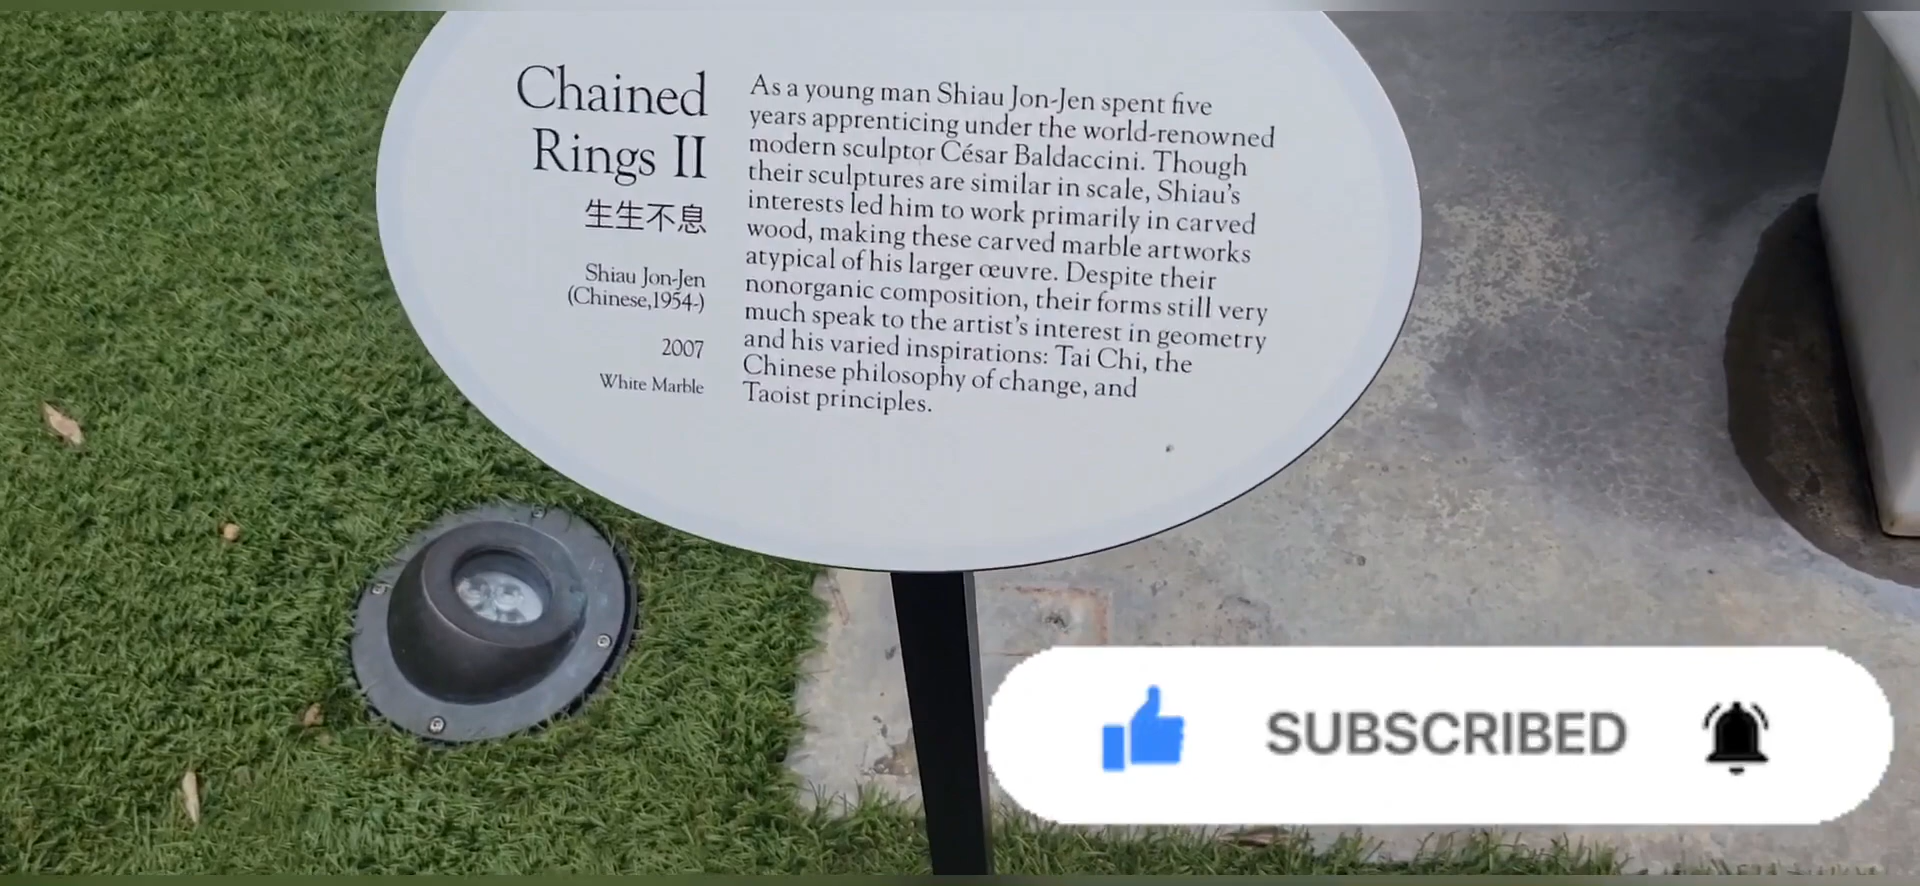 Chained
Rings II
生生不息
Shiau Jon-Jen
(Chinese,1954-)
2007
White Marble
As a young man Shiau Jon-Jen spent five
years apprenticing under the world-renowned
modern sculptor César Baldaccini. Though
their sculptures are similar in scale, Shiau's
interests led him to work primarily in carved
wood, making these carved marble artworks
atypical of his larger œuvre. Despite their
nonorganic composition, their forms still very
much speak to the artist's interest in geometry
and his varied inspirations: Tai Chi, the
Chinese philosophy of change, and
Taoist principles.
SUBSCRIBED